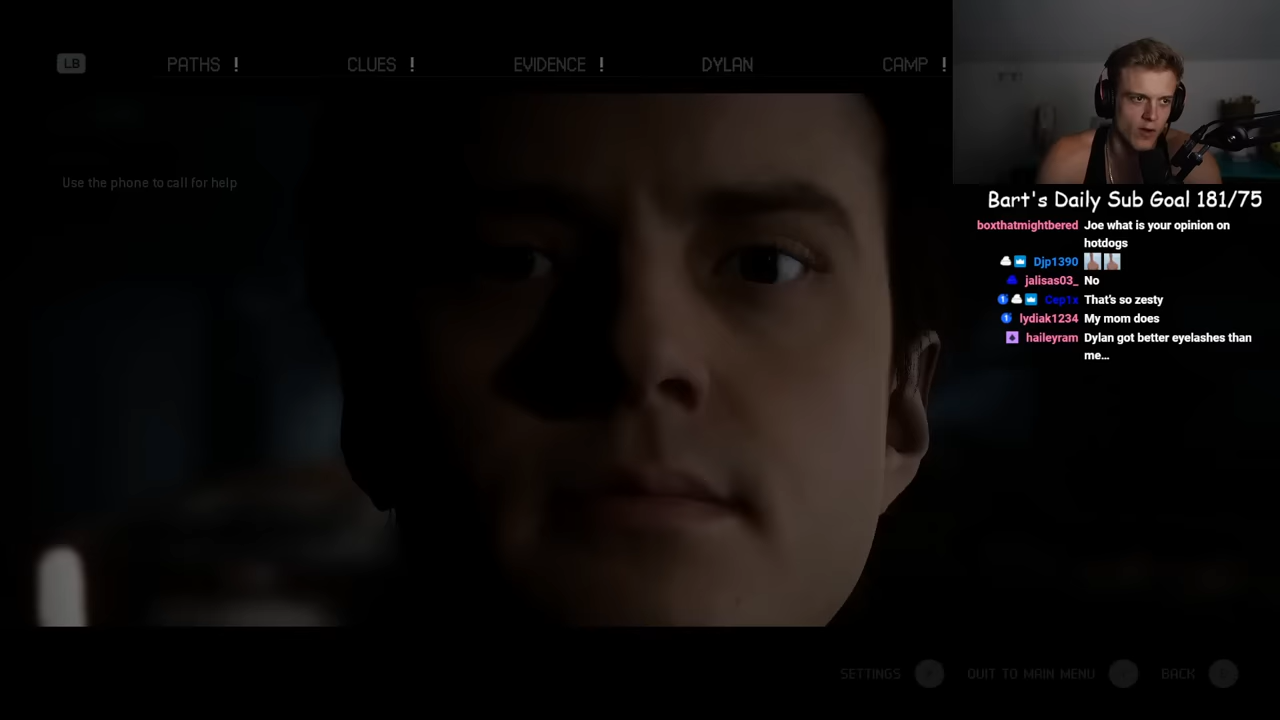 LB
PATHS ! CLUES ! EVIDENCE ! DYLAN CAMP !
Use the phone to call for help
Bart's Daily Sub Goal 181/75
boxthatmightbered Joe what is your opinion on
hotdogs
Djp1390
jalisas03_ No
Cep1x That's so zesty
lydiak1234 My mom does
haileyram Dylan got better eyelashes than
me...
SETTINGS QUIT TO MAIN MENU BACK